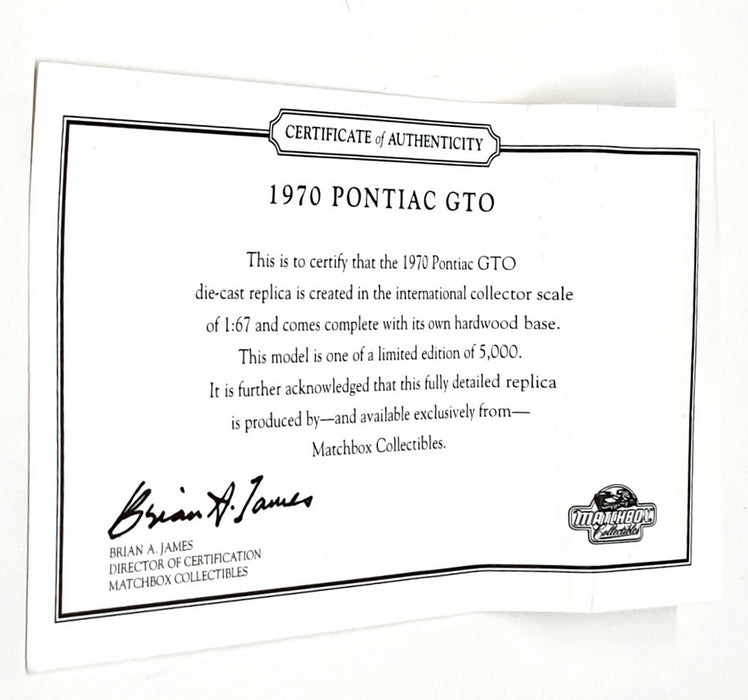 CERTIFICATE of AUTHENTICITY
1970 PONTIAC GTO
This is to certify that the 1970 Pontiac GTO
die-cast replica is created in the international collector scale
of 1:67 and comes complete with its own hardwood base.
This model is one of a limited edition of 5,000.
It is further acknowledged that this fully detailed replica
is produced by—and available exclusively from—
Matchbox Collectibles.
Brian A. James
BRIAN A. JAMES
DIRECTOR OF CERTIFICATION
MATCHBOX COLLECTIBLES
MATCHBOX
Collectibles